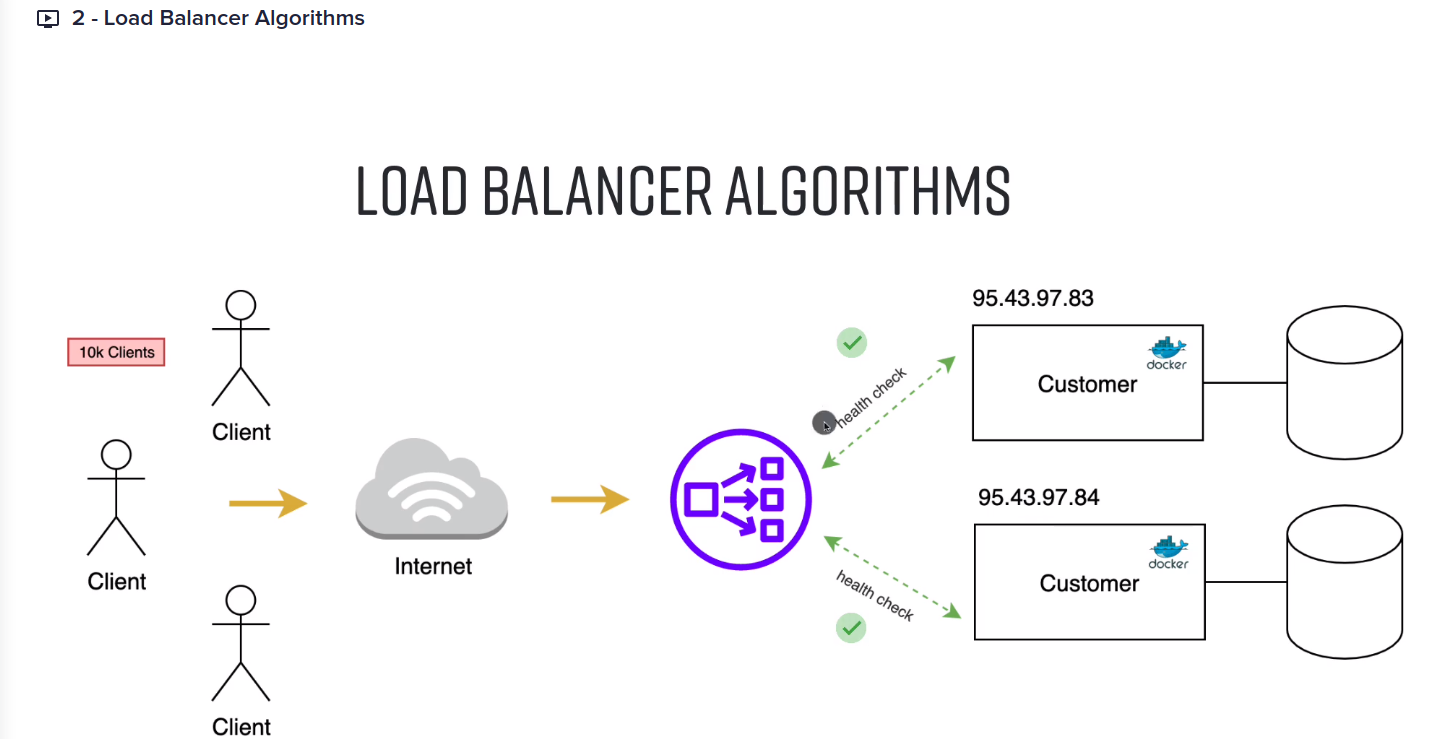 2 - Load Balancer Algorithms
LOAD BALANCER ALGORITHMS
10k Clients
Client
Client
Client
Internet
health check
health check
95.43.97.83
Customer
docker
95.43.97.84
Customer
docker